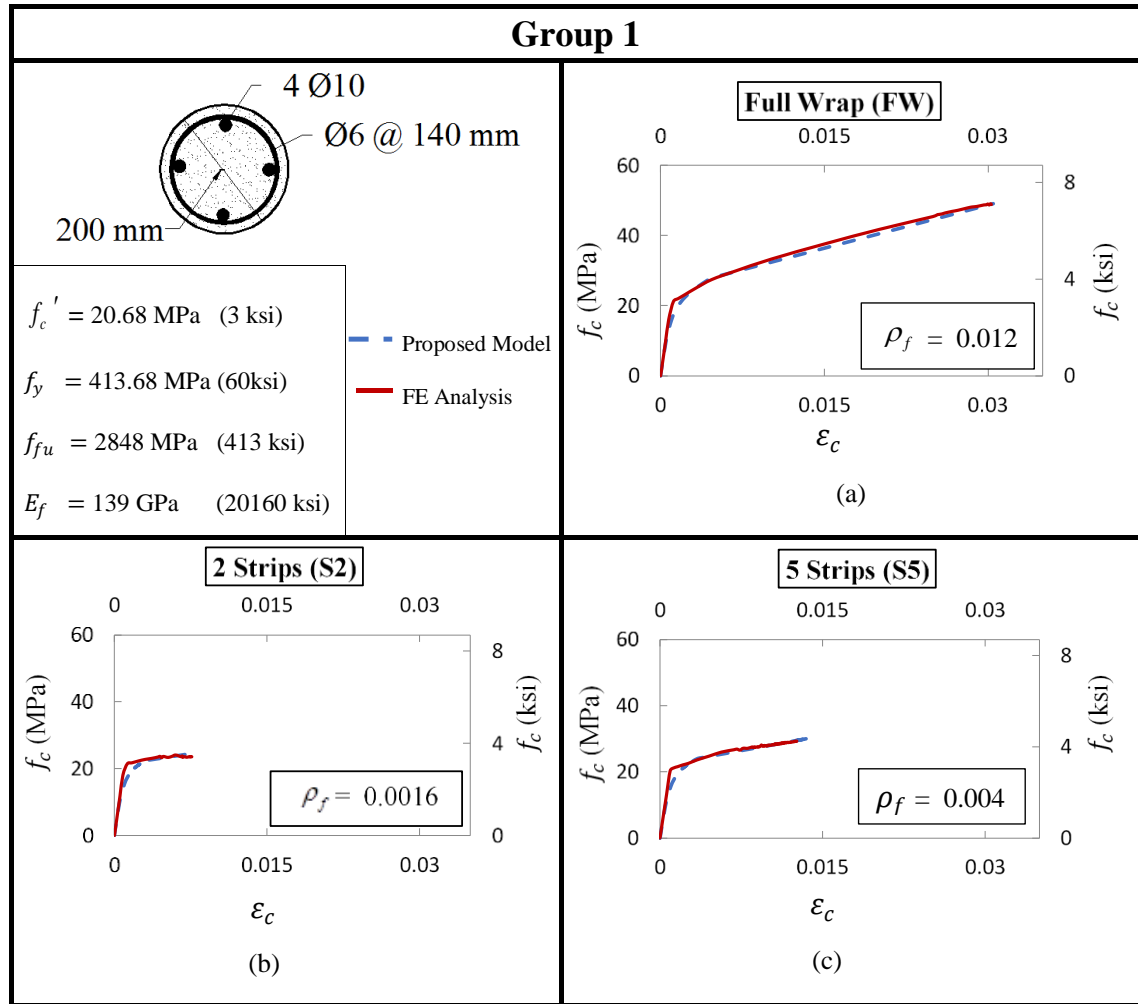 Group 1
4 Ø10
Ø6 @ 140 mm
200 mm
f_c′ = 20.68 MPa (3 ksi)
f_y = 413.68 MPa (60ksi)
f_fu = 2848 MPa (413 ksi)
E_f = 139 GPa (20160 ksi)
Proposed Model
FE Analysis
Full Wrap (FW)
0 0.015 0.03
60
40
20
0
f_c (MPa)
8
4
0
f_c (ksi)
ρ_f = 0.012
0 0.015 0.03
ε_c
(a)
2 Strips (S2)
0 0.015 0.03
60
40
20
0
f_c (MPa)
8
4
0
f_c (ksi)
ρ_f = 0.0016
0 0.015 0.03
ε_c
(b)
5 Strips (S5)
0 0.015 0.03
60
40
20
0
f_c (MPa)
8
4
0
f_c (ksi)
ρ_f = 0.004
0 0.015 0.03
ε_c
(c)